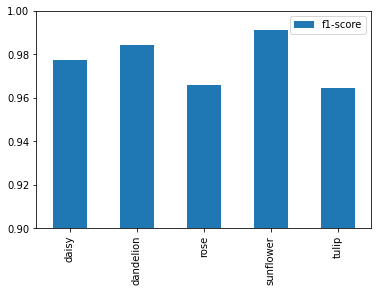 1.00
0.98
0.96
0.94
0.92
0.90
f1-score
daisy
dandelion
rose
sunflower
tulip